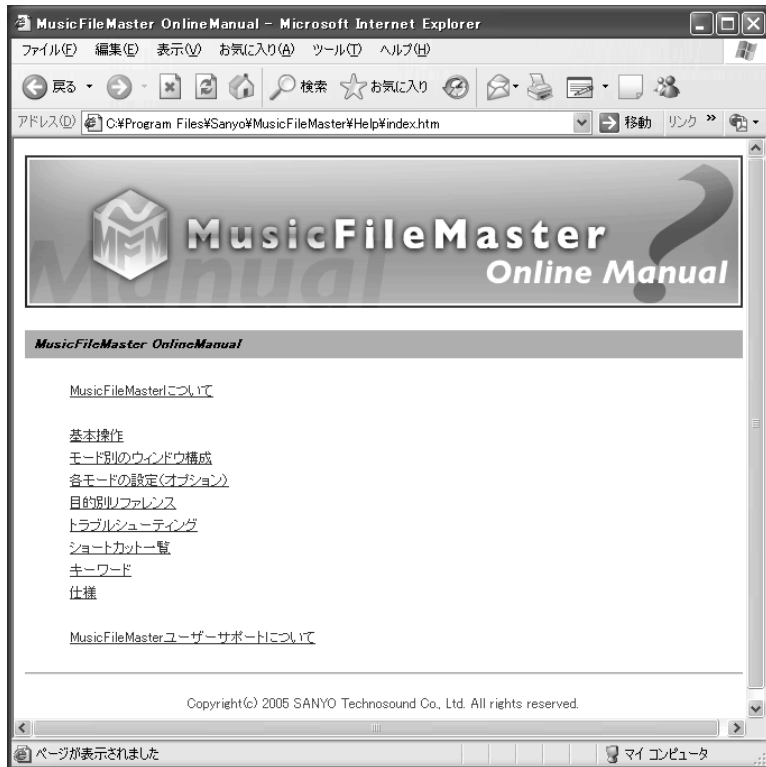 MusicFileMaster OnlineManual - Microsoft Internet Explorer
ファイル(F) 編集(E) 表示(V) お気に入り(A) ツール(T) ヘルプ(H)
戻る 検索 お気に入り
アドレス(D) C:¥Program Files¥Sanyo¥MusicFileMaster¥Help¥index.htm 移動 リンク »
Manual
MFM
MusicFileMaster
Online Manual
?
MusicFileMaster OnlineManual
MusicFileMasterについて
基本操作
モード別のウィンドウ構成
各モードの設定(オプション)
目的別リファレンス
トラブルシューティング
ショートカット一覧
キーワード
仕様
MusicFileMasterユーザーサポートについて
Copyright(c) 2005 SANYO Technosound Co., Ltd. All rights reserved.
ページが表示されました マイ コンピュータ